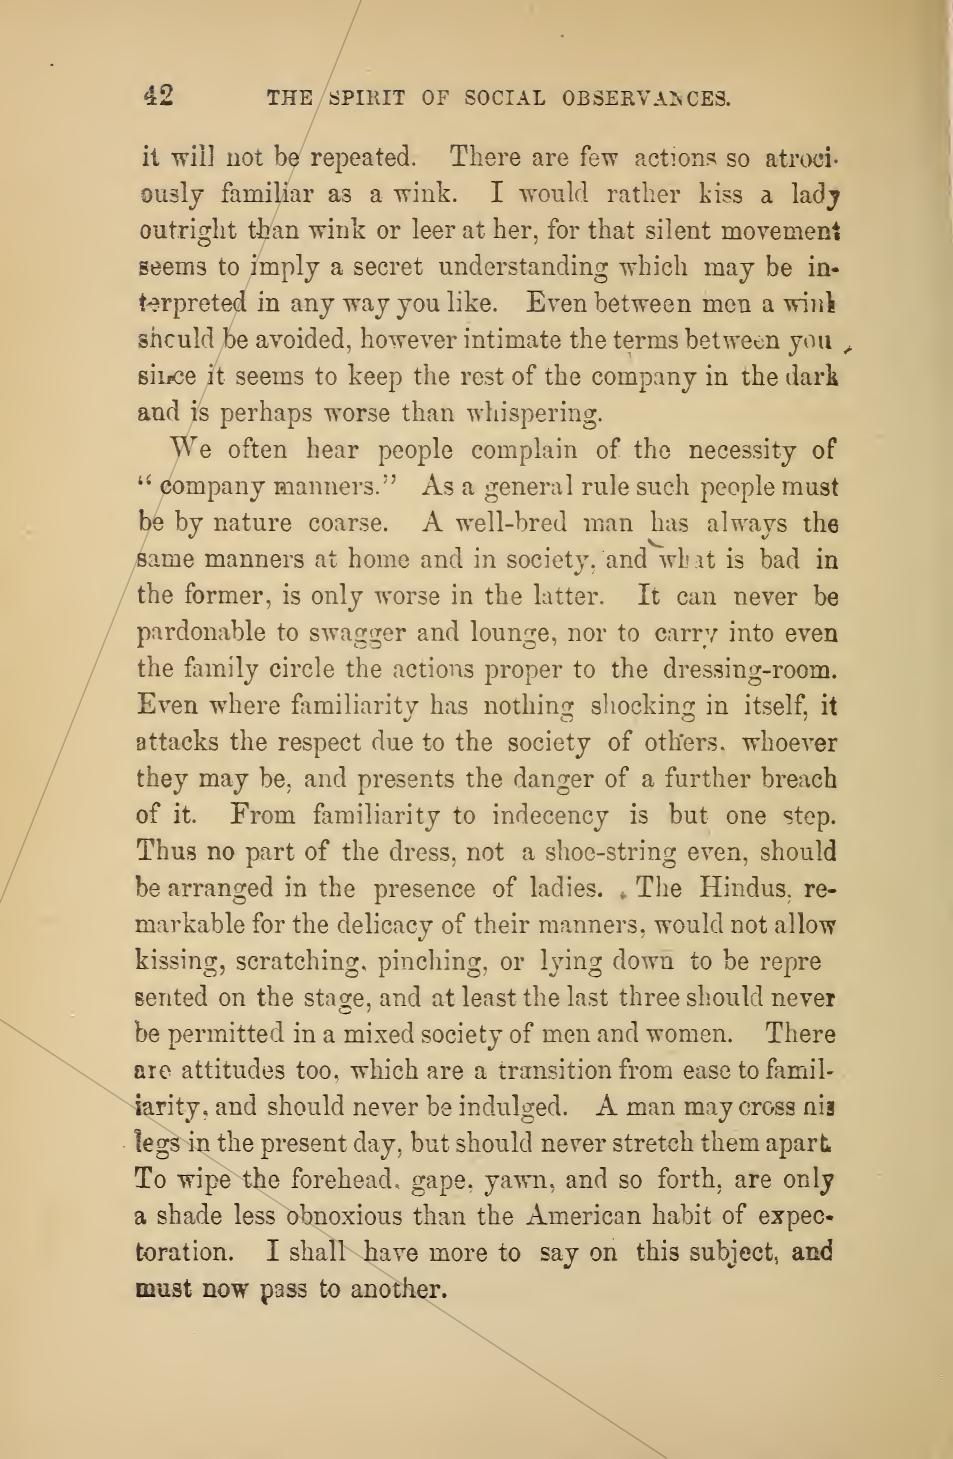 42 THE SPIRIT OF SOCIAL OBSERVANCES.
it will not be repeated. There are few actions so atroci-
ously familiar as a wink. I would rather kiss a lady
outright than wink or leer at her, for that silent movement
seems to imply a secret understanding which may be in-
terpreted in any way you like. Even between men a wink
should be avoided, however intimate the terms between you,
since it seems to keep the rest of the company in the dark
and is perhaps worse than whispering.
We often hear people complain of the necessity of
“company manners.” As a general rule such people must
be by nature coarse. A well-bred man has always the
same manners at home and in society, and what is bad in
the former, is only worse in the latter. It can never be
pardonable to swagger and lounge, nor to carry into even
the family circle the actions proper to the dressing-room.
Even where familiarity has nothing shocking in itself, it
attacks the respect due to the society of others, whoever
they may be, and presents the danger of a further breach
of it. From familiarity to indecency is but one step.
Thus no part of the dress, not a shoe-string even, should
be arranged in the presence of ladies. The Hindus, re-
markable for the delicacy of their manners, would not allow
kissing, scratching, pinching, or lying down to be repre
sented on the stage, and at least the last three should never
be permitted in a mixed society of men and women. There
are attitudes too, which are a transition from ease to famil-
iarity, and should never be indulged. A man may cross his
legs in the present day, but should never stretch them apart.
To wipe the forehead, gape, yawn, and so forth, are only
a shade less obnoxious than the American habit of expec-
toration. I shall have more to say on this subject, and
must now pass to another.